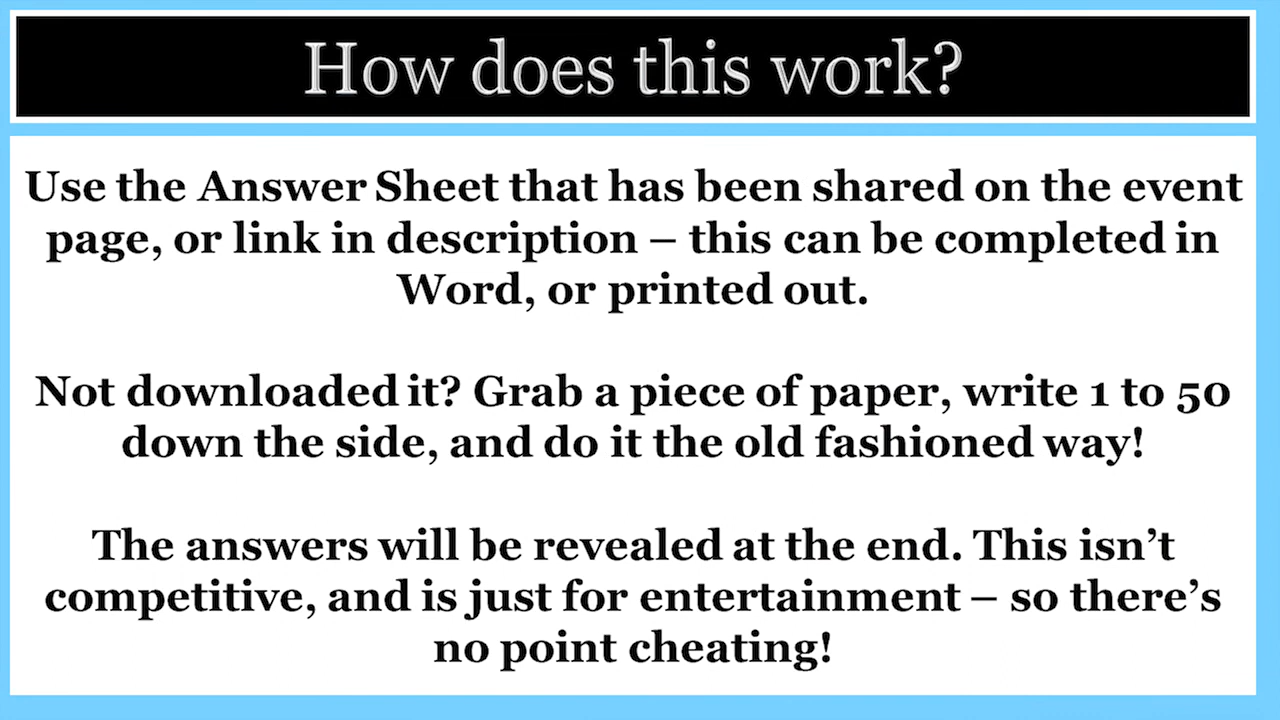 How does this work?
Use the Answer Sheet that has been shared on the event
page, or link in description – this can be completed in
Word, or printed out.
Not downloaded it? Grab a piece of paper, write 1 to 50
down the side, and do it the old fashioned way!
The answers will be revealed at the end. This isn’t
competitive, and is just for entertainment – so there’s
no point cheating!